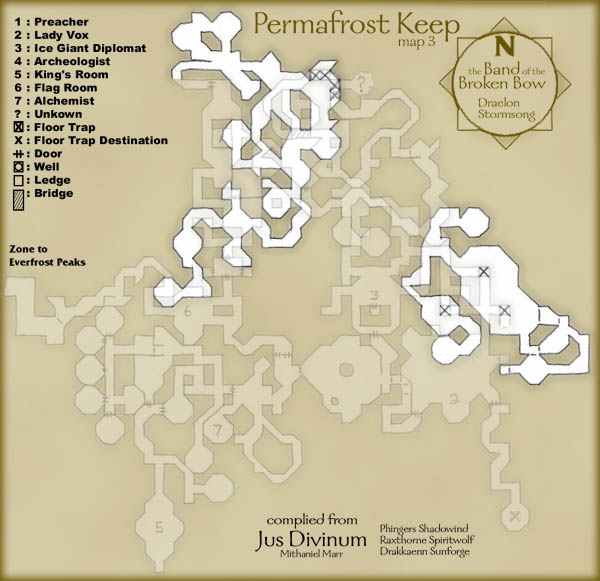 Permafrost Keep
map 3
1 : Preacher
2 : Lady Vox
3 : Ice Giant Diplomat
4 : Archeologist
5 : King's Room
6 : Flag Room
7 : Alchemist
? : Unkown
: Floor Trap
X : Floor Trap Destination
: Door
: Well
: Ledge
: Bridge
N
the Band of the
Broken Bow
Draelon
Stormsong
Zone to
Everfrost Peaks
?
4
3
6
2
7
5
complied from
Jus Divinum
Mithaniel Marr
Phingers Shadowind
Raxthorne Spiritwolf
Drakkaenn Sunforge